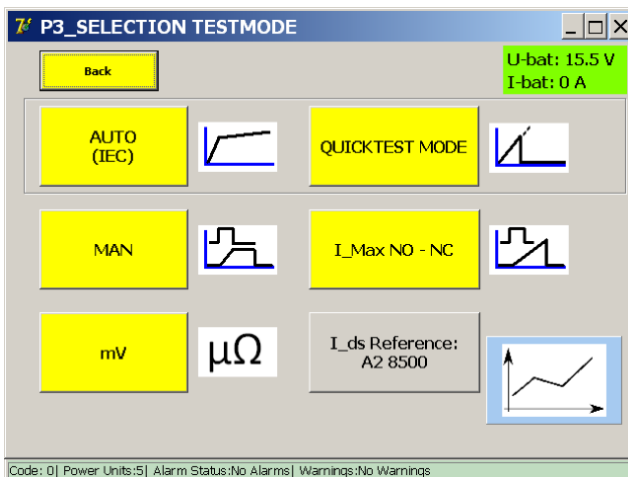 P3_SELECTION TESTMODE
Back
U-bat: 15.5 V
I-bat: 0 A
AUTO
(IEC)
QUICKTEST MODE
MAN
I_Max NO - NC
mV
μΩ
I_ds Reference:
A2 8500
Code: 0| Power Units:5| Alarm Status:No Alarms| Warnings:No Warnings